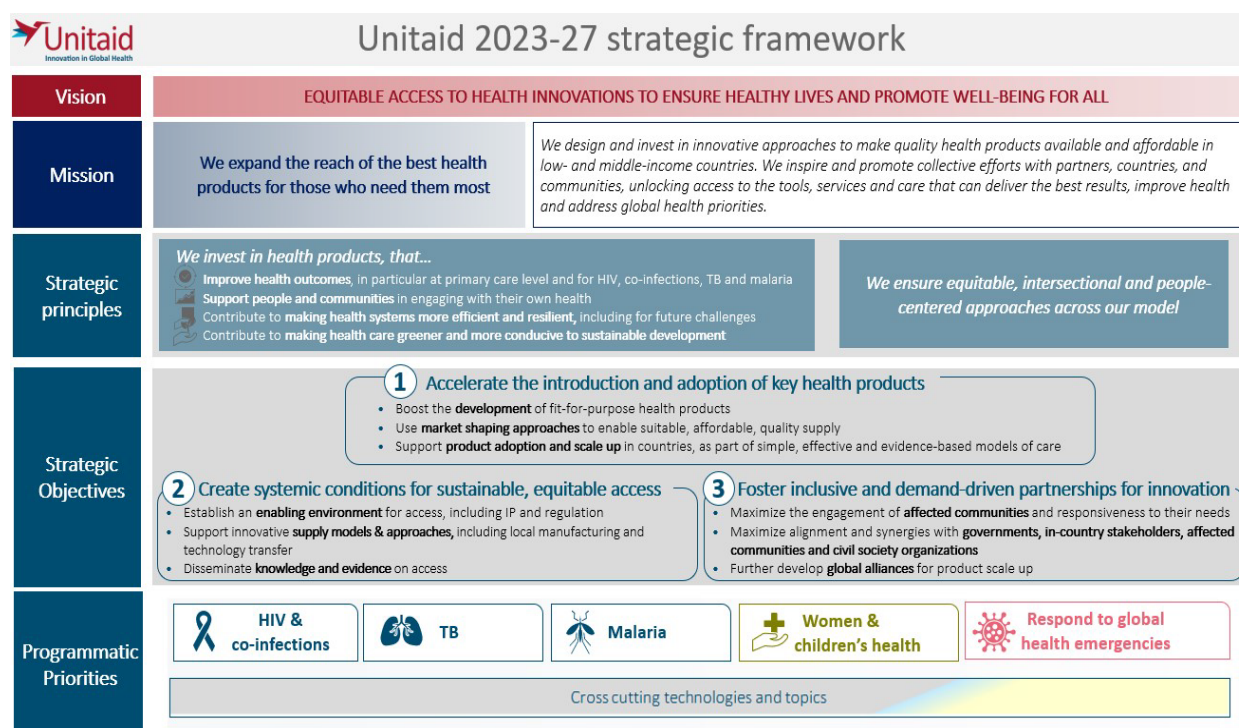 Unitaid
Innovation in Global Health
Unitaid 2023-27 strategic framework
Vision
EQUITABLE ACCESS TO HEALTH INNOVATIONS TO ENSURE HEALTHY LIVES AND PROMOTE WELL-BEING FOR ALL
Mission
We expand the reach of the best health
products for those who need them most
We design and invest in innovative approaches to make quality health products available and affordable in
low- and middle-income countries. We inspire and promote collective efforts with partners, countries, and
communities, unlocking access to the tools, services and care that can deliver the best results, improve health
and address global health priorities.
Strategic
principles
We invest in health products, that...
Improve health outcomes, in particular at primary care level and for HIV, co-infections, TB and malaria
Support people and communities in engaging with their own health
Contribute to making health systems more efficient and resilient, including for future challenges
Contribute to making health care greener and more conducive to sustainable development
We ensure equitable, intersectional and people-
centered approaches across our model
Strategic
Objectives
1 Accelerate the introduction and adoption of key health products
• Boost the development of fit-for-purpose health products
• Use market shaping approaches to enable suitable, affordable, quality supply
• Support product adoption and scale up in countries, as part of simple, effective and evidence-based models of care
2 Create systemic conditions for sustainable, equitable access
• Establish an enabling environment for access, including IP and regulation
• Support innovative supply models & approaches, including local manufacturing and
technology transfer
• Disseminate knowledge and evidence on access
3 Foster inclusive and demand-driven partnerships for innovation
• Maximize the engagement of affected communities and responsiveness to their needs
• Maximize alignment and synergies with governments, in-country stakeholders, affected
communities and civil society organizations
• Further develop global alliances for product scale up
Programmatic
Priorities
HIV &
co-infections
TB
Malaria
Women &
children's health
Respond to global
health emergencies
Cross cutting technologies and topics